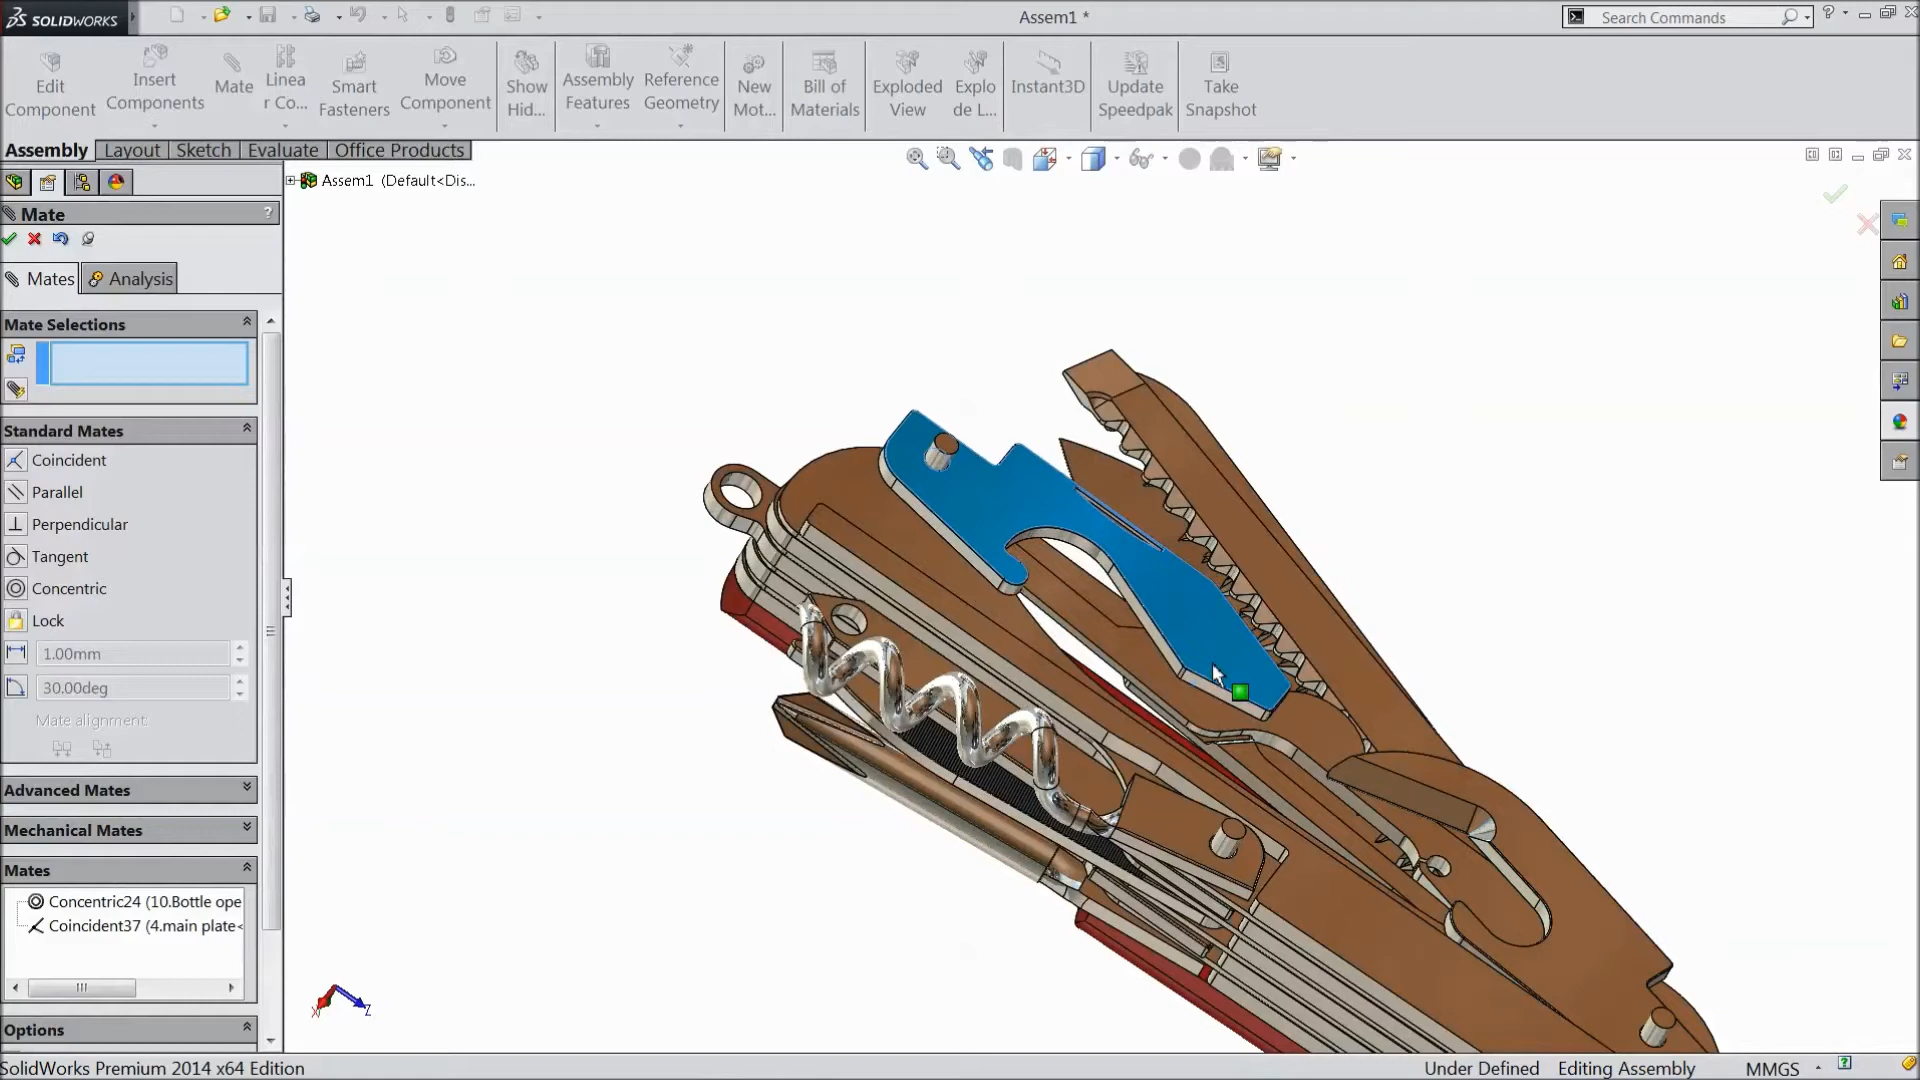 SOLIDWORKS
Assem1 *
Search Commands
Edit Component
Insert Components
Mate
Linea r Co...
Smart Fasteners
Move Component
Show Hid...
Assembly Features
Reference Geometry
New Mot...
Bill of Materials
Exploded View
Explo de L...
Instant3D
Update Speedpak
Take Snapshot
Assembly Layout Sketch Evaluate Office Products
Assem1 (Default<Dis...
Mate ?
Mates Analysis
Mate Selections
Standard Mates
Coincident
Parallel
Perpendicular
Tangent
Concentric
Lock
1.00mm
30.00deg
Mate alignment:
Advanced Mates
Mechanical Mates
Mates
Concentric24 (10.Bottle ope
Coincident37 (4.main plate<
Options
X Z
SolidWorks Premium 2014 x64 Edition
Under Defined Editing Assembly MMGS